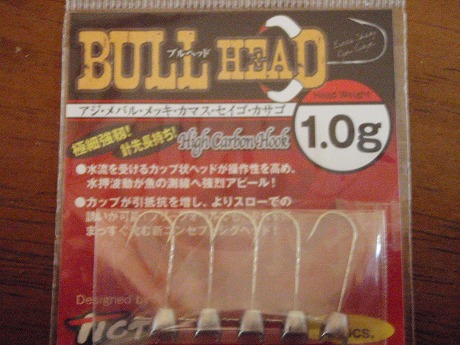 BULL HEAD
ブルヘッド
アジ・メバル・メッキ・カマス・セイゴ・カサゴ
極細強靭! 針先長持ち!
High Carbon Hook
Head Weight
1.0g
●水流を受けるカップ状ヘッドが操作性を高め、
水押波動が魚の測線へ強烈アピール!
●カップが引抵抗を増し、よりスローでの
Designed by
TICT